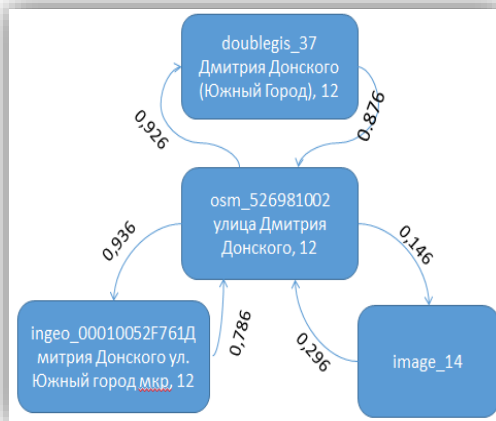 doublegis_37
Дмитрия Донского
(Южный Город), 12
0,926
0.876
osm_526981002
улица Дмитрия
Донского, 12
0,936
0,146
ingeo_00010052F761Д
митрия Донского ул.
Южный город мкр, 12
0,786
0,296
image_14